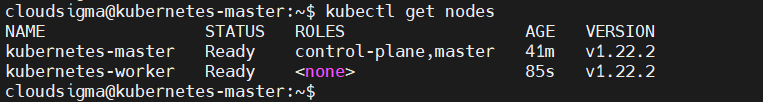 cloudsigma@kubernetes-master:~$ kubectl get nodes
NAME STATUS ROLES AGE VERSION
kubernetes-master Ready control-plane,master 41m v1.22.2
kubernetes-worker Ready <none> 85s v1.22.2
cloudsigma@kubernetes-master:~$